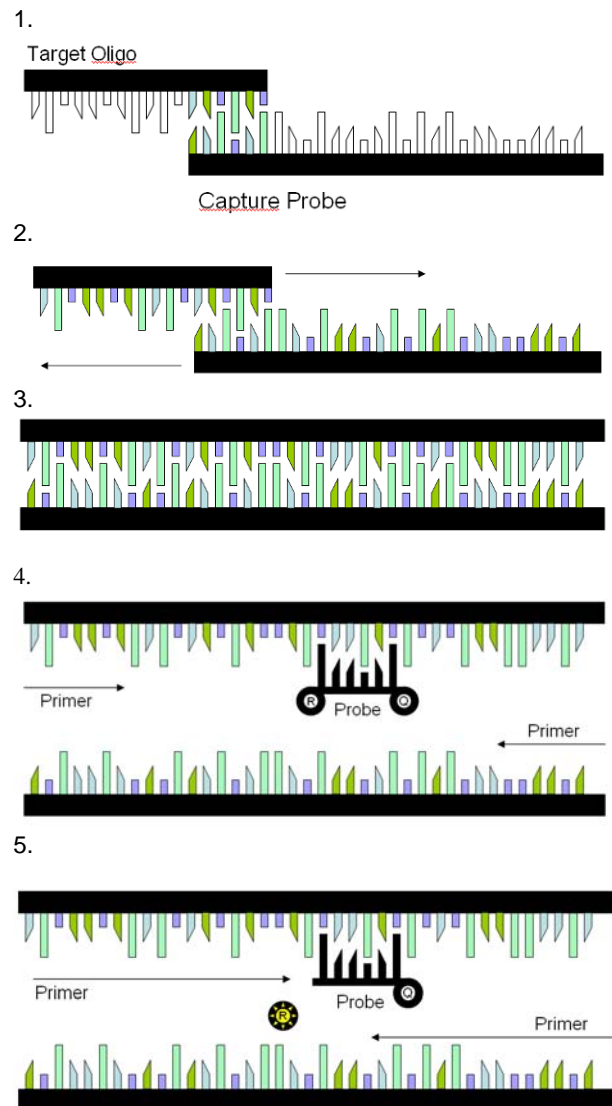 1.
Target Oligo
Capture Probe
2.
3.
4.
R Probe Q
Primer
Primer
5.
Probe Q
Primer
R
Primer